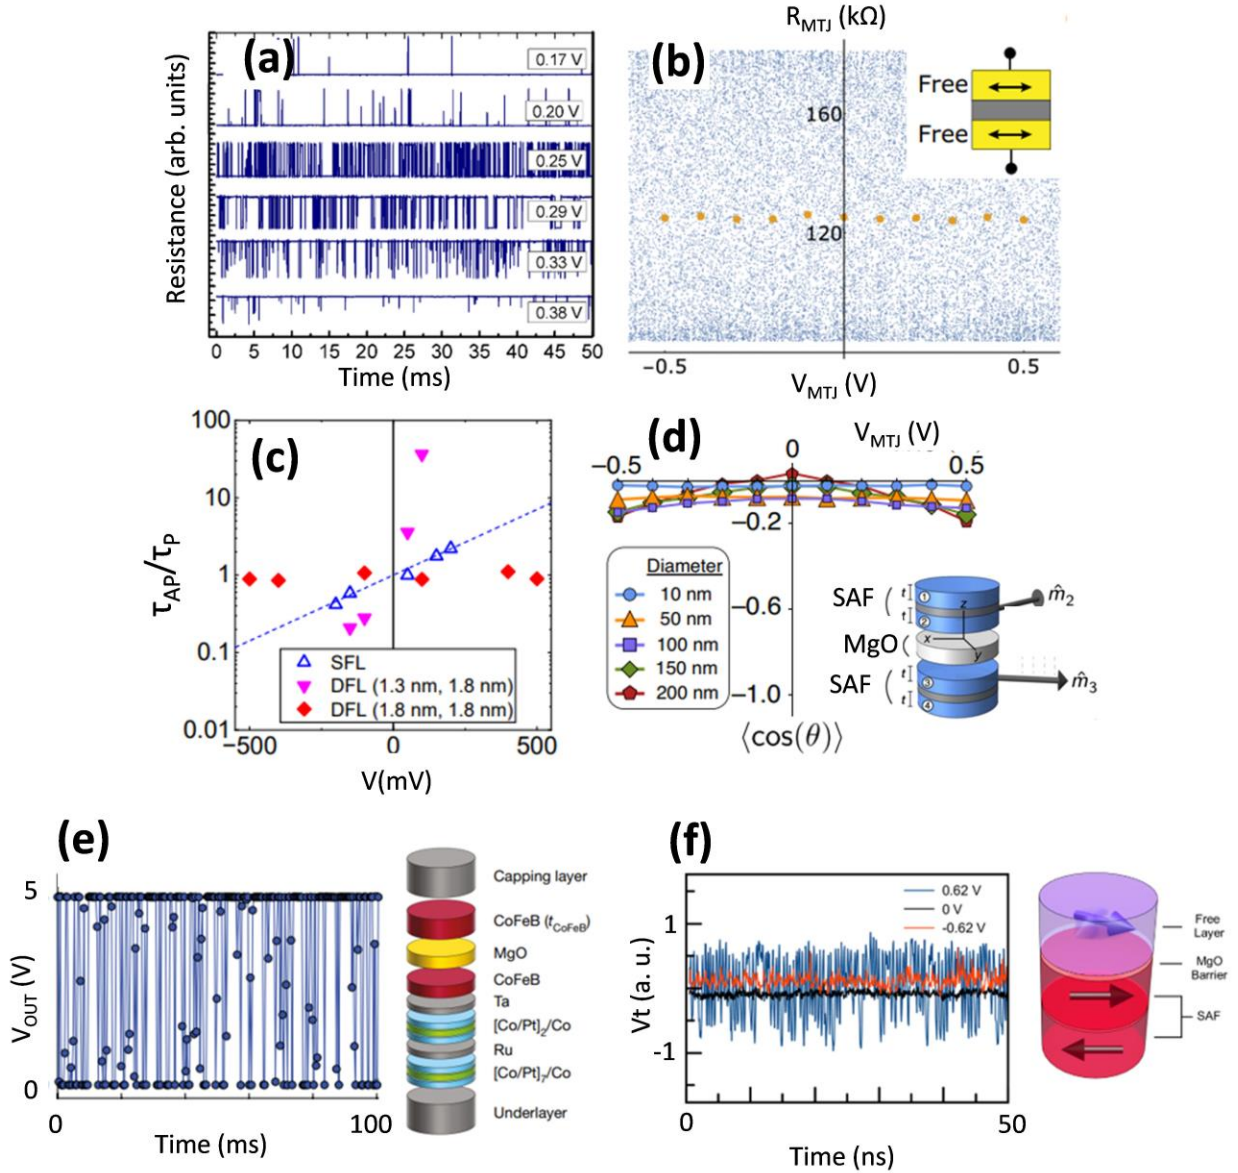 (a)
Resistance (arb. units)
0.17 V
0.20 V
0.25 V
0.29 V
0.33 V
0.38 V
0 5 10 15 20 25 30 35 40 45 50
Time (ms)
R_MTJ (kΩ)
(b)
Free
160
Free
120
−0.5 0.5
V_MTJ (V)
(c)
τ_AP/τ_P
100
10
1
0.1
0.01
SFL
DFL (1.3 nm, 1.8 nm)
DFL (1.8 nm, 1.8 nm)
−500 0 500
V(mV)
(d)
V_MTJ (V)
0
−0.5 0.5
−0.2
−0.6
−1.0
⟨cos(θ)⟩
Diameter
10 nm
50 nm
100 nm
150 nm
200 nm
SAF
MgO
SAF
t
t
t
t
1
2
3
4
z
x
y
m̂2
m̂3
(e)
V_OUT (V)
5
0
0 100
Time (ms)
Capping layer
CoFeB (t_CoFeB)
MgO
CoFeB
Ta
[Co/Pt]2/Co
Ru
[Co/Pt]7/Co
Underlayer
(f)
Vt (a. u.)
1
-1
0.62 V
0 V
-0.62 V
0 50
Time (ns)
Free
Layer
MgO
Barrier
SAF